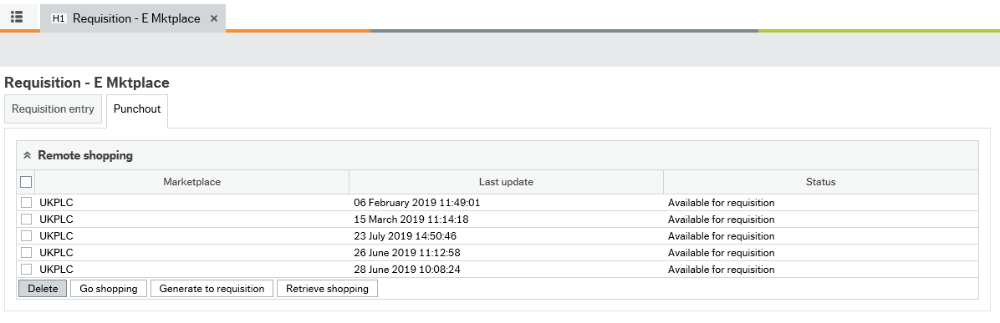 H1 Requisition - E Mktplace ×
Requisition - E Mktplace
Requisition entry Punchout
Remote shopping
Marketplace Last update Status
UKPLC 06 February 2019 11:49:01 Available for requisition
UKPLC 15 March 2019 11:14:18 Available for requisition
UKPLC 23 July 2019 14:50:46 Available for requisition
UKPLC 26 June 2019 11:12:58 Available for requisition
UKPLC 28 June 2019 10:08:24 Available for requisition
Delete Go shopping Generate to requisition Retrieve shopping